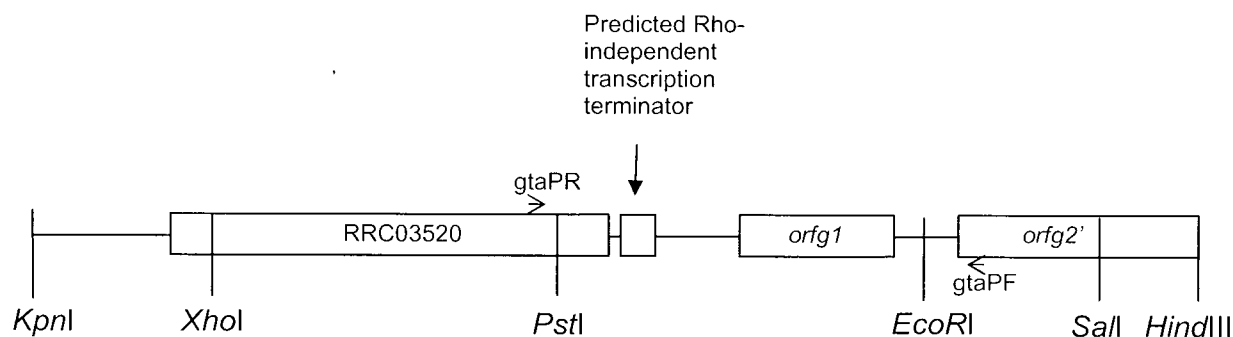 Predicted Rho-
independent
transcription
terminator
gtaPR
RRC03520
orfg1
orfg2'
gtaPF
KpnI
XhoI
PstI
EcoRI
SalI
HindIII